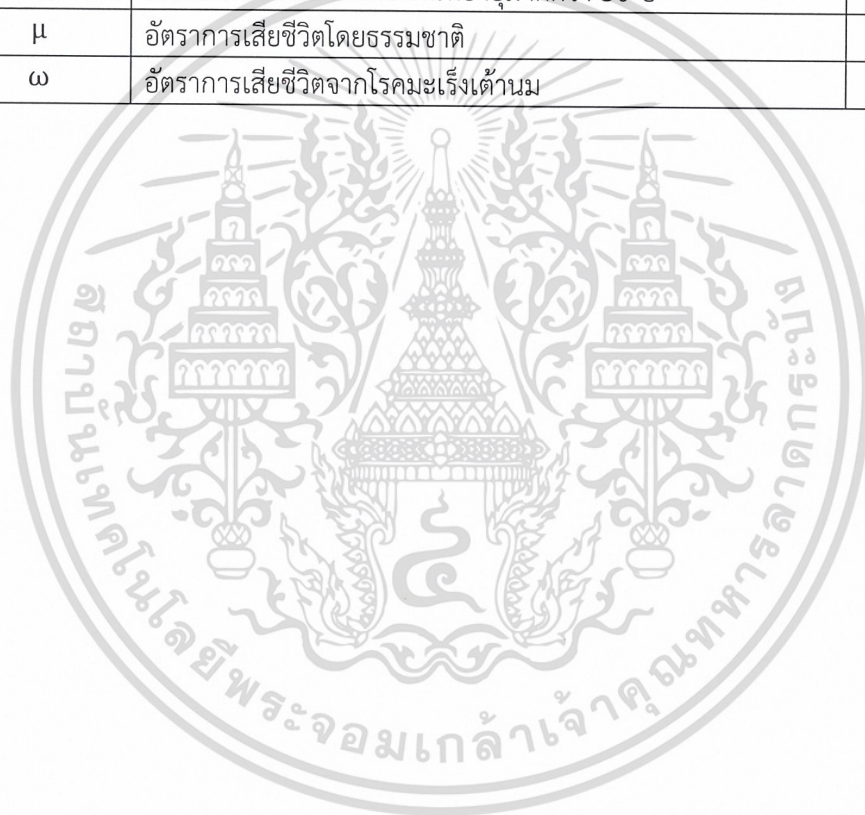 μ อัตราการเสียชีวิตโดยธรรมชาติ
ω อัตราการเสียชีวิตจากโรคมะเร็งเต้านม
สถาบันเทคโนโลยีพระจอมเกล้าเจ้าคุณทหารลาดกระบัง
๔